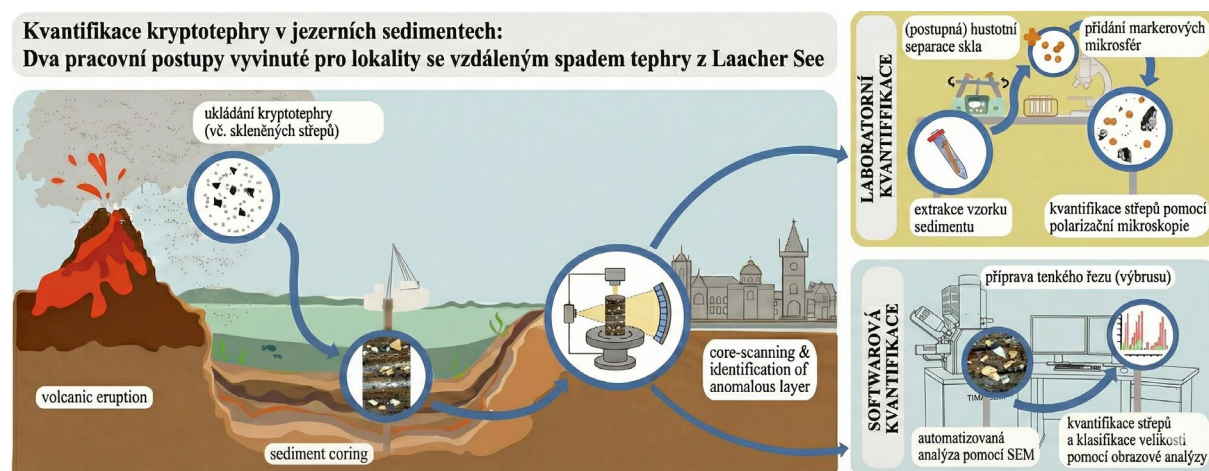 Kvantifikace kryptotephry v jezerních sedimentech:
Dva pracovní postupy vyvinuté pro lokality se vzdáleným spadem tephry z Laacher See
ukládání kryptotephry
(vč. skleněných střepů)
volcanic eruption
sediment coring
core-scanning &
identification of
anomalous layer
LABORATORNÍ
KVANTIFFIKACE
(postupná) hustotní
separace skla
přidání markerových
mikrosfér
extrakce vzorku
sedimentu
kvantifikace střepů pomocí
polarizační mikroskopie
SOFTWAROVÁ
KVANTIFIKACE
příprava tenkého řezu (výbrusu)
automatizovaná
analýza pomocí SEM
kvantifikace střepů
a klasifikace velikosti
pomocí obrazové analýzy